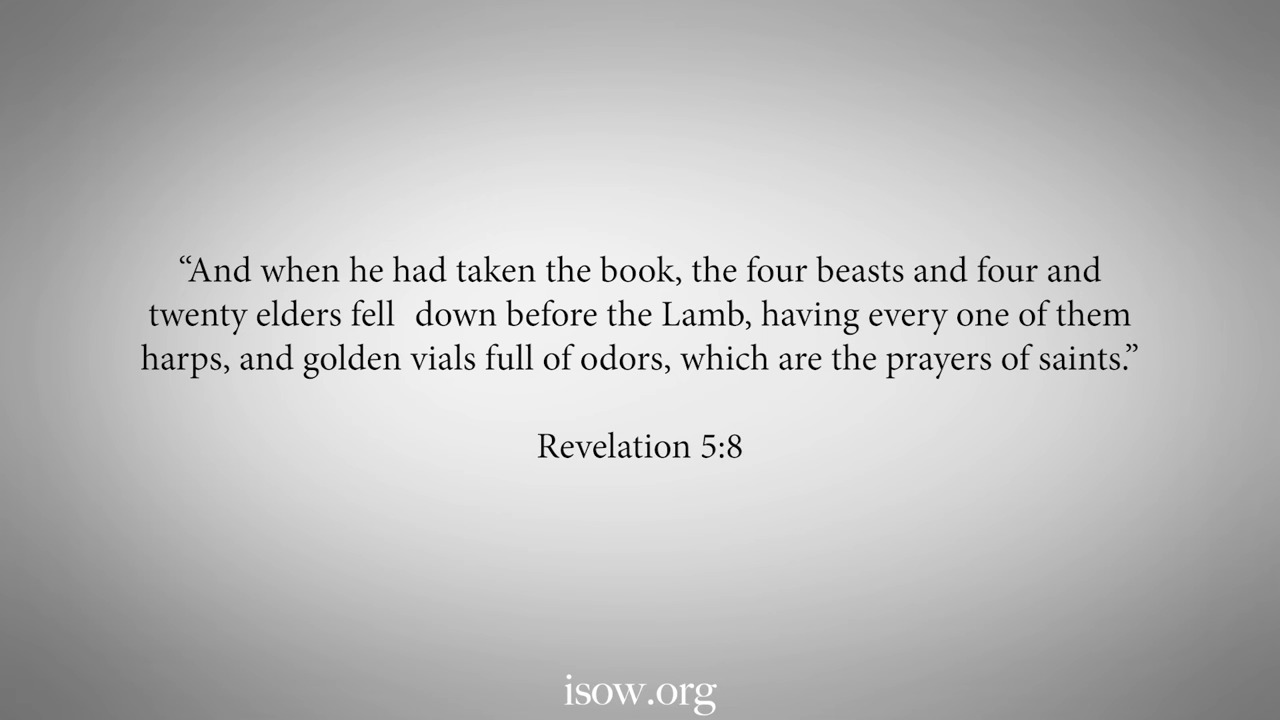 “And when he had taken the book, the four beasts and four and
twenty elders fell  down before the Lamb, having every one of them
harps, and golden vials full of odors, which are the prayers of saints.”
Revelation 5:8
isow.org